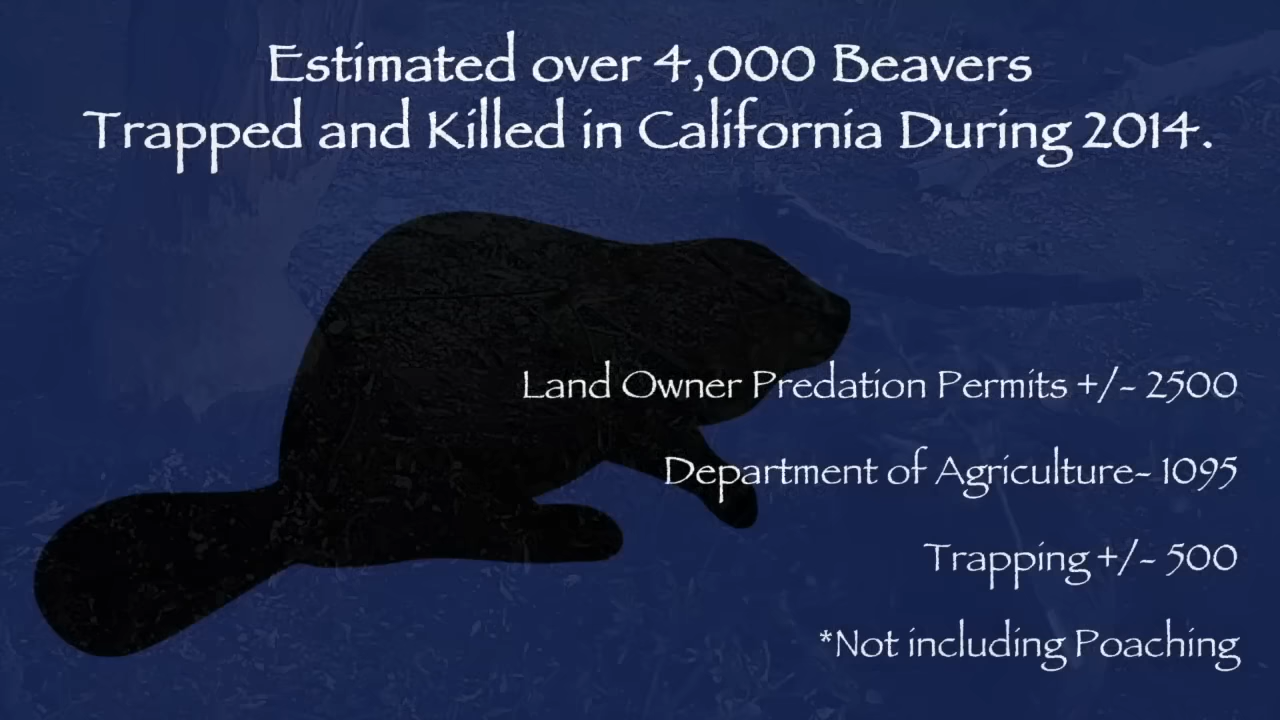 Estimated over 4,000 Beavers
Trapped and Killed in California During 2014.
Land Owner Predation Permits +/- 2500
Department of Agriculture- 1095
Trapping +/- 500
*Not including Poaching